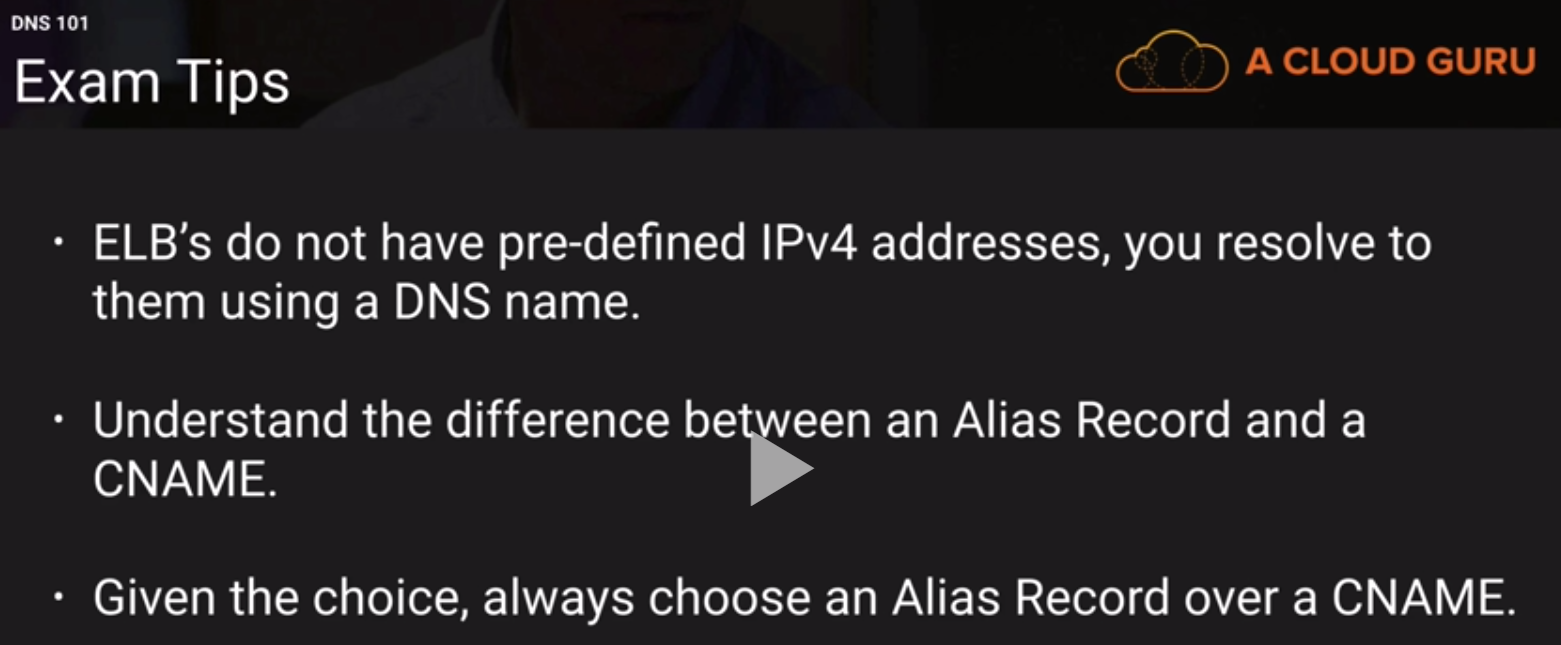 DNS 101
Exam Tips
A CLOUD GURU
• ELB’s do not have pre-defined IPv4 addresses, you resolve to
them using a DNS name.
• Understand the difference between an Alias Record and a
CNAME.
• Given the choice, always choose an Alias Record over a CNAME.